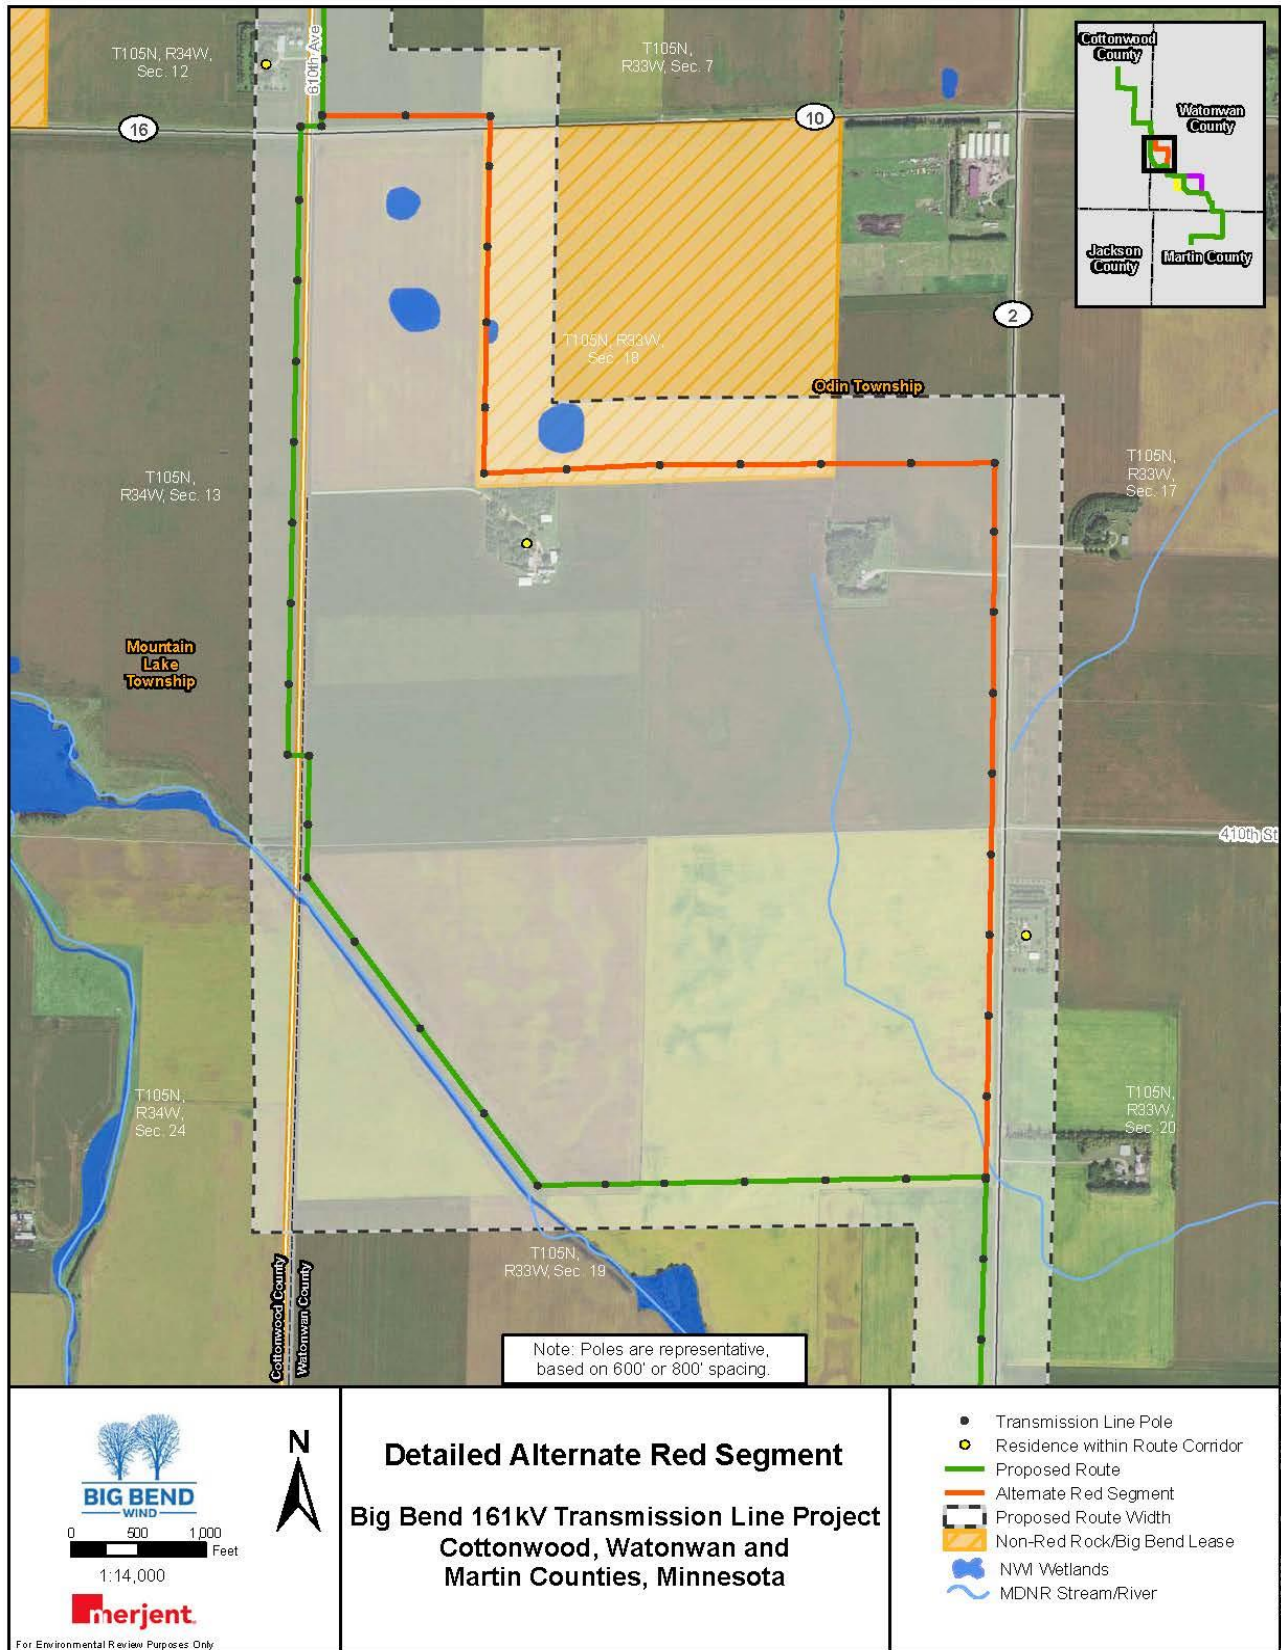 T105N, R34W,
Sec. 12
610th Ave
T105N,
R33W, Sec. 7
Cottonwood
County
Watonwan
County
Jackson
County
Martin County
16
10
2
T105N, R33W,
Sec. 18
Odin Township
T105N,
R34W, Sec. 13
T105N,
R33W,
Sec. 17
Mountain
Lake
Township
410th St
T105N,
R34W,
Sec. 24
T105N,
R33W,
Sec. 20
T105N,
R33W, Sec. 19
Cottonwood County
Watonwan County
Note: Poles are representative,
based on 600' or 800' spacing.
BIG BEND
WIND
0 500 1,000
Feet
1:14,000
merjent.
For Environmental Review Purposes Only
N
Detailed Alternate Red Segment
Big Bend 161kV Transmission Line Project
Cottonwood, Watonwan and
Martin Counties, Minnesota
Transmission Line Pole
Residence within Route Corridor
Proposed Route
Alternate Red Segment
Proposed Route Width
Non-Red Rock/Big Bend Lease
NWI Wetlands
MDNR Stream/River